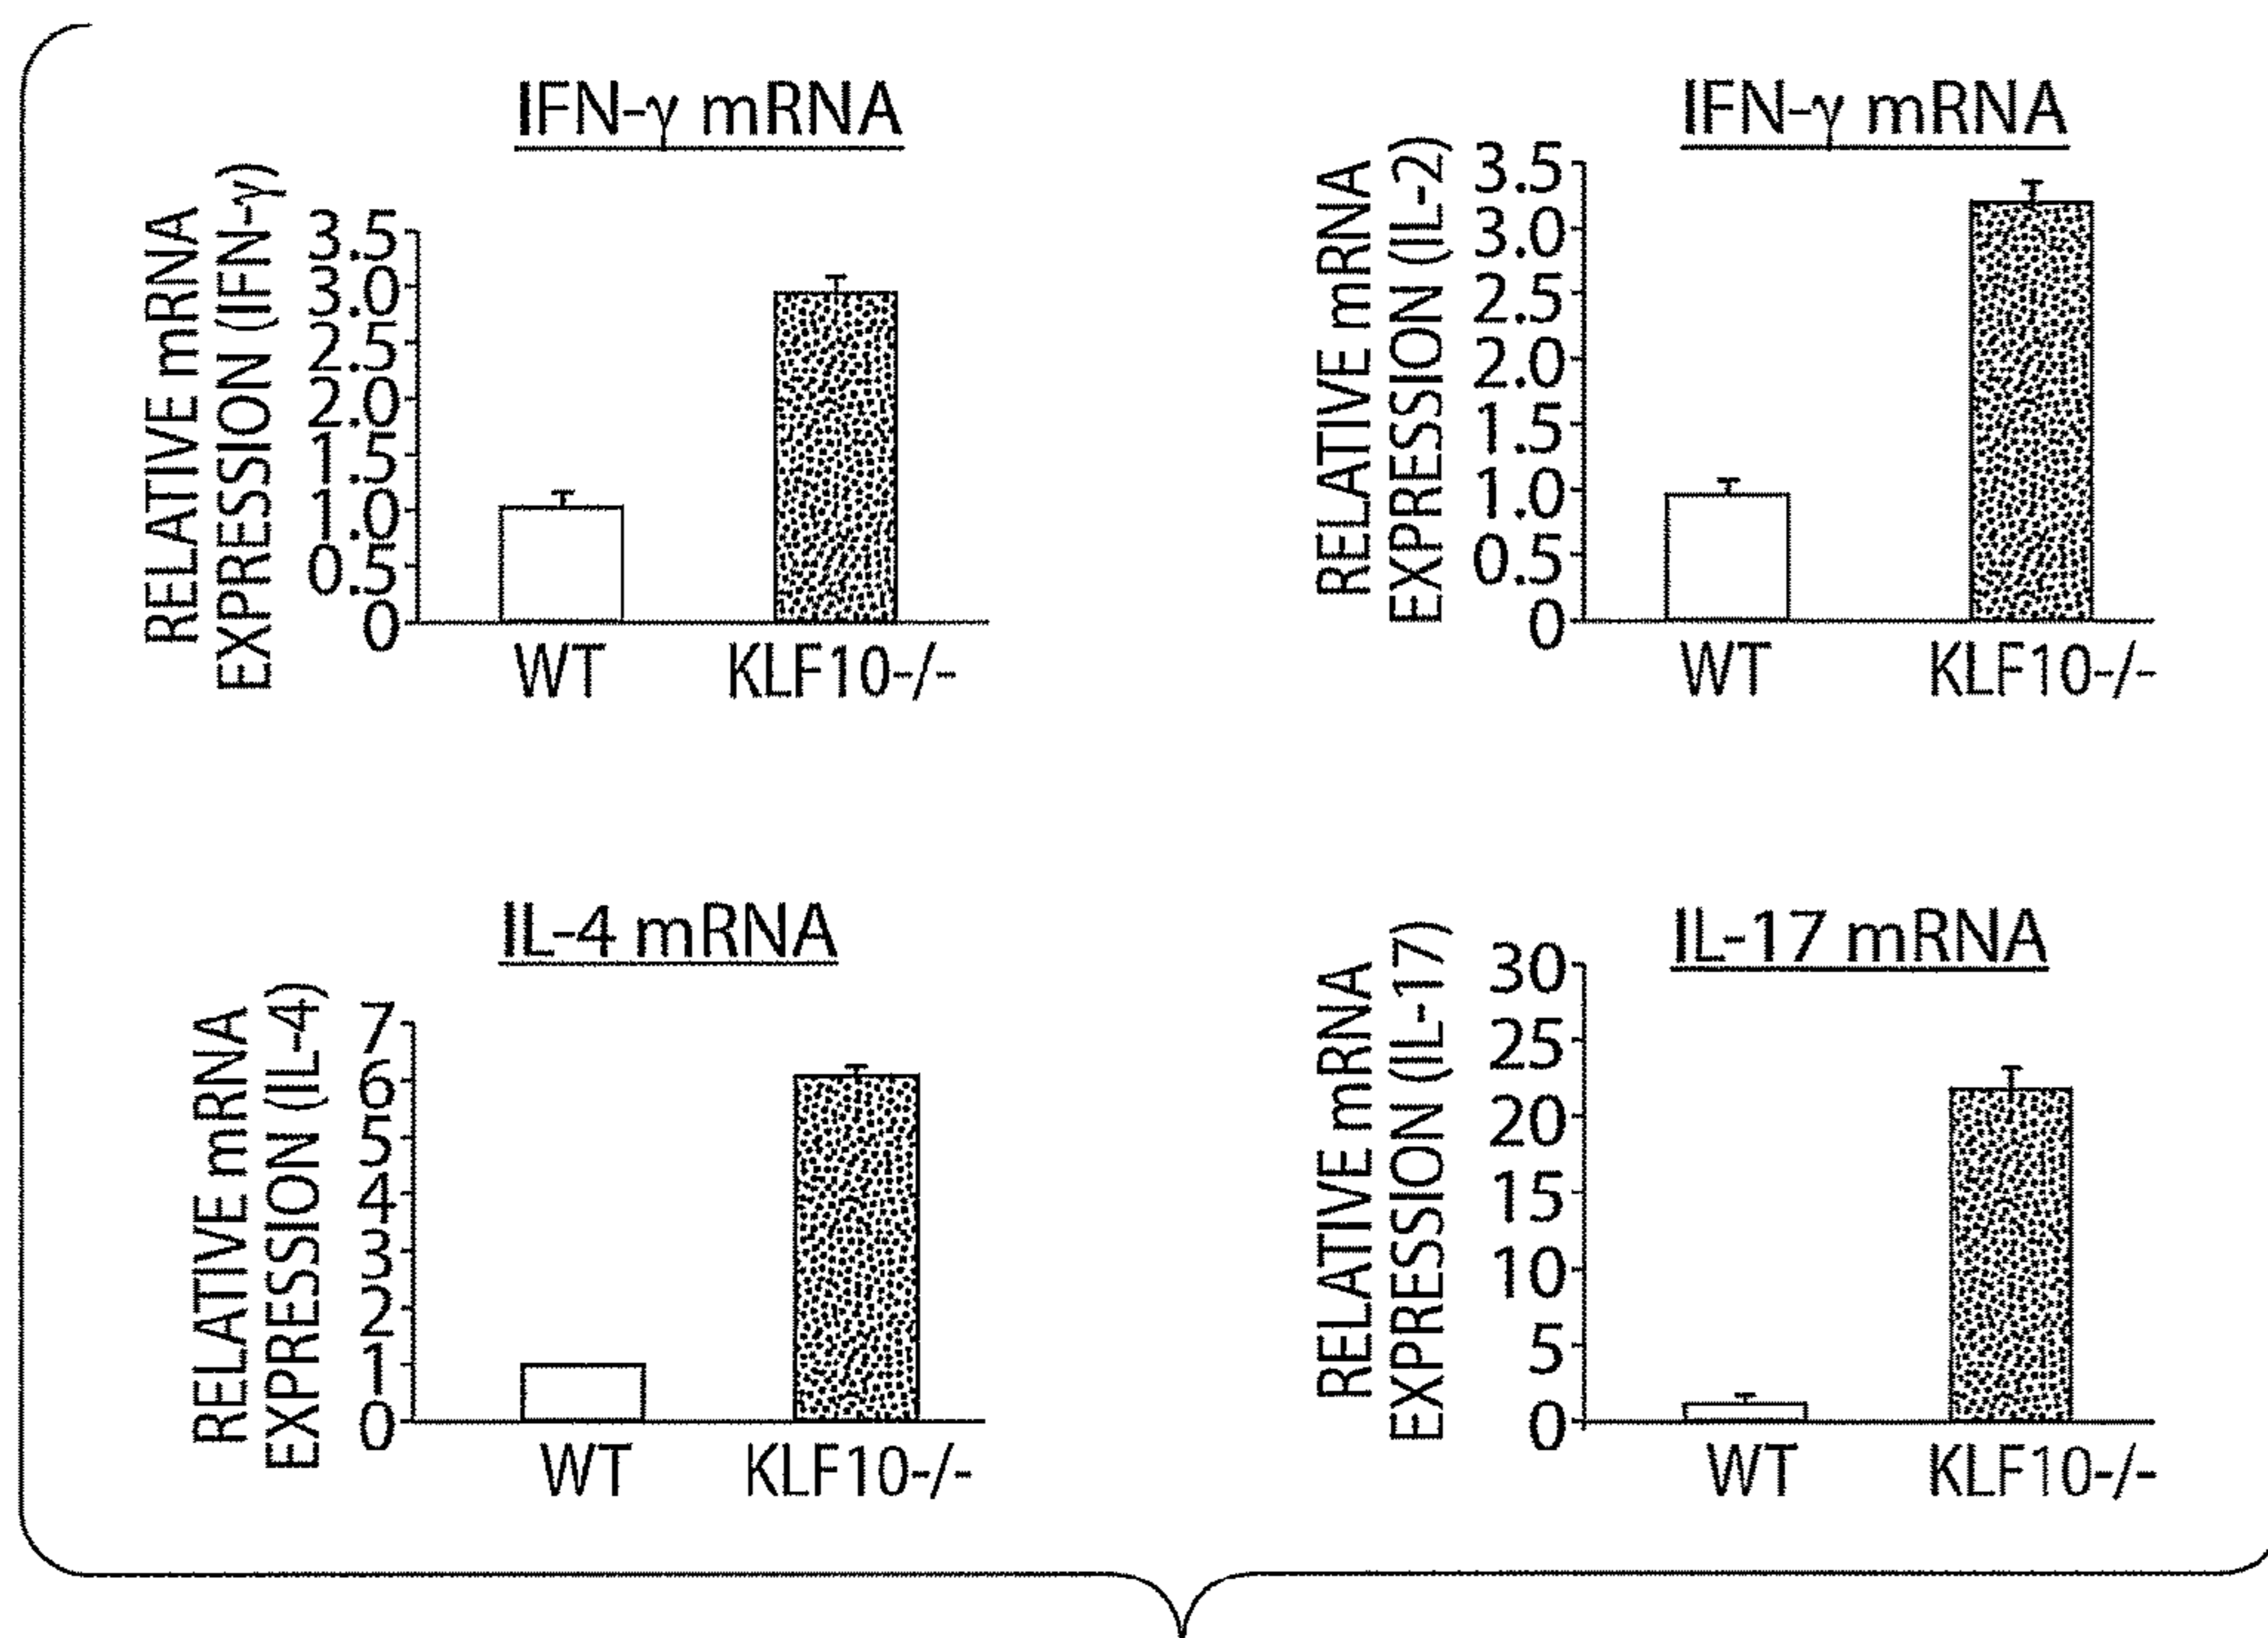 IFN-γ mRNA
RELATIVE mRNA
EXPRESSION (IFN-γ)
3.5
3.0
2.5
2.0
1.5
1.0
0.5
0
WT KLF10-/-
IFN-γ mRNA
RELATIVE mRNA
EXPRESSION (IL-2)
3.5
3.0
2.5
2.0
1.5
1.0
0.5
0
WT KLF10-/-
IL-4 mRNA
RELATIVE mRNA
EXPRESSION (IL-4)
7
6
5
4
3
2
1
0
WT KLF10-/-
IL-17 mRNA
RELATIVE mRNA
EXPRESSION (IL-17)
30
25
20
15
10
5
0
WT KLF10-/-